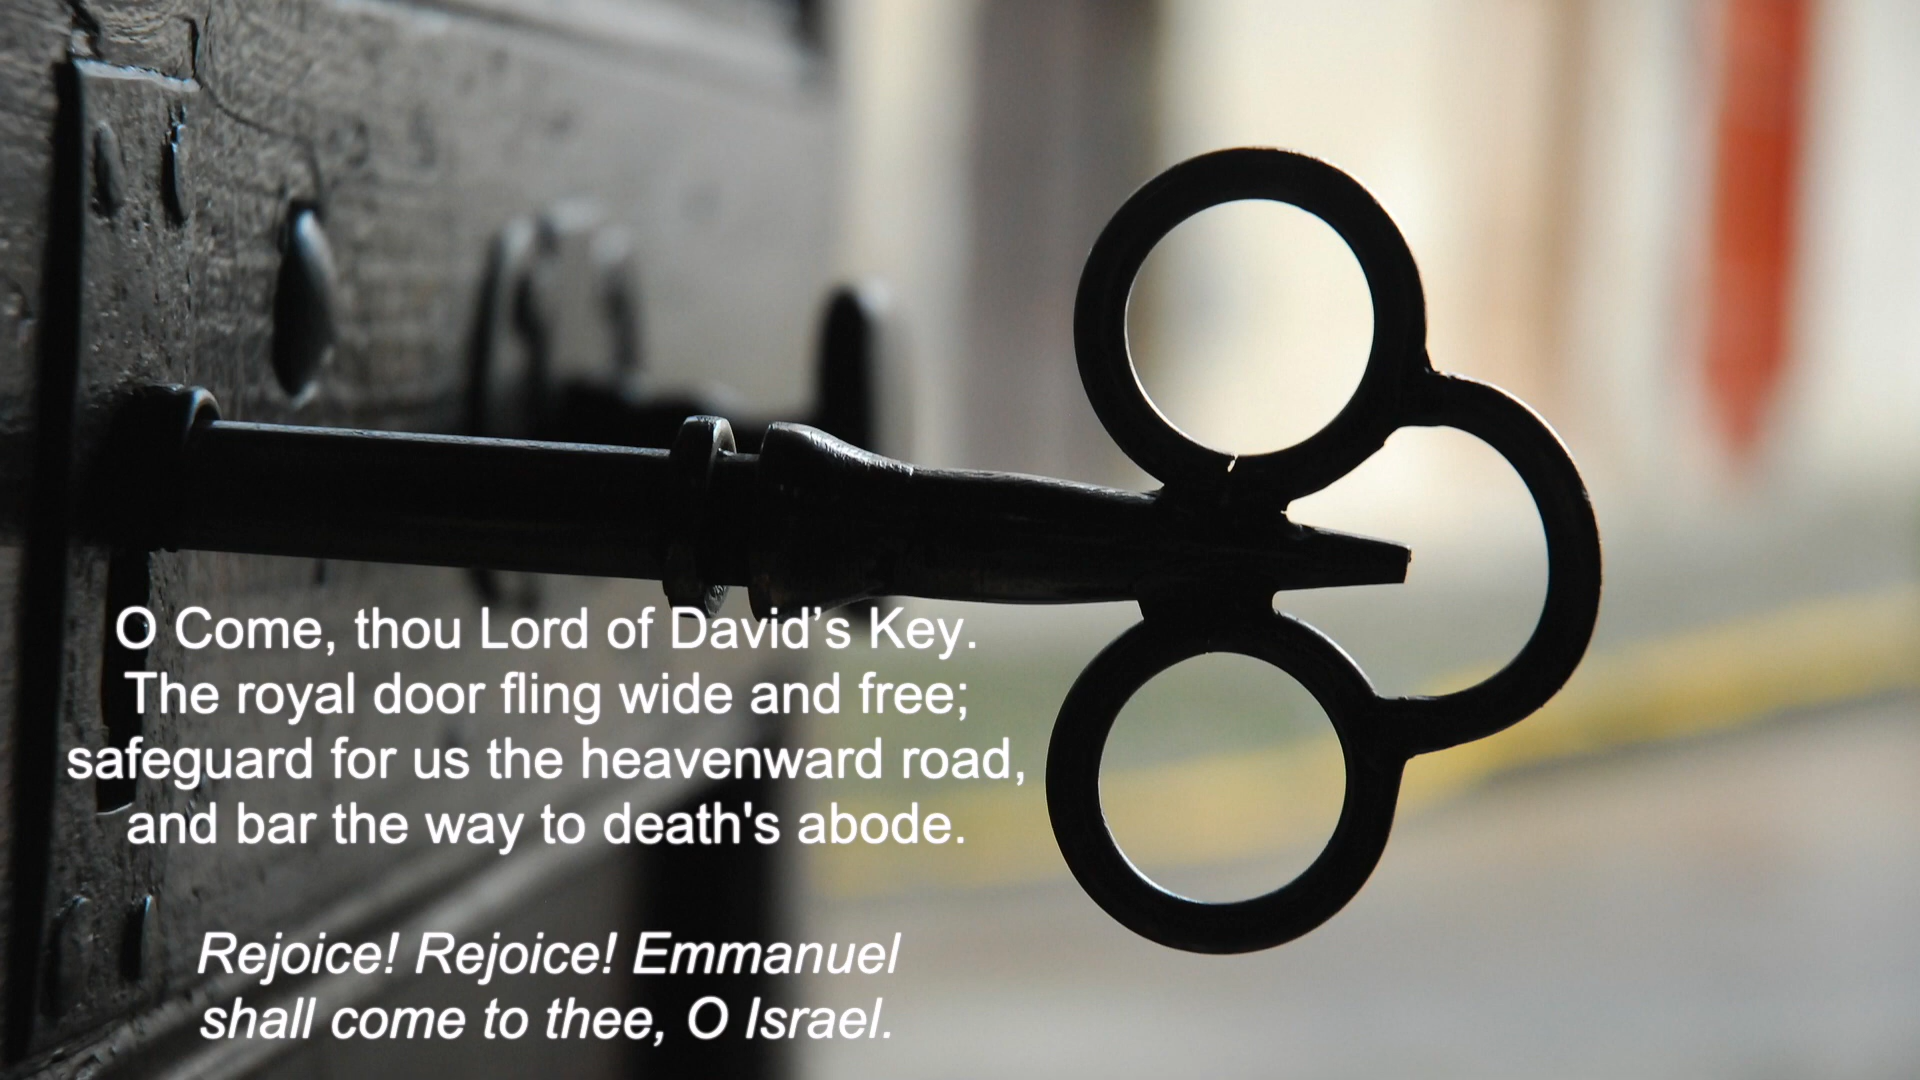 O Come, thou Lord of David’s Key.
The royal door fling wide and free;
safeguard for us the heavenward road,
and bar the way to death's abode.
Rejoice! Rejoice! Emmanuel
shall come to thee, O Israel.